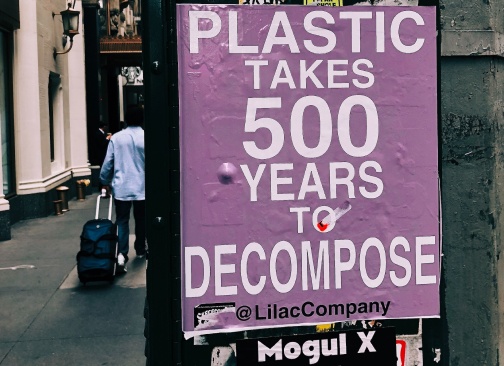 PLASTIC
TAKES
500
YEARS
TO
DECOMPOSE
@LilacCompany
Mogul X